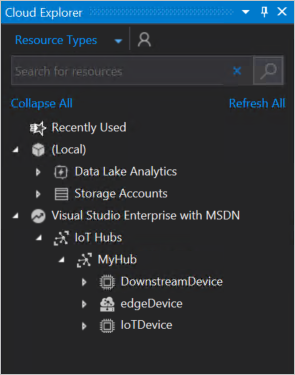 Cloud Explorer
Resource Types
Search for resources
Collapse All Refresh All
Recently Used
(Local)
Data Lake Analytics
Storage Accounts
Visual Studio Enterprise with MSDN
IoT Hubs
MyHub
DownstreamDevice
edgeDevice
IoTDevice